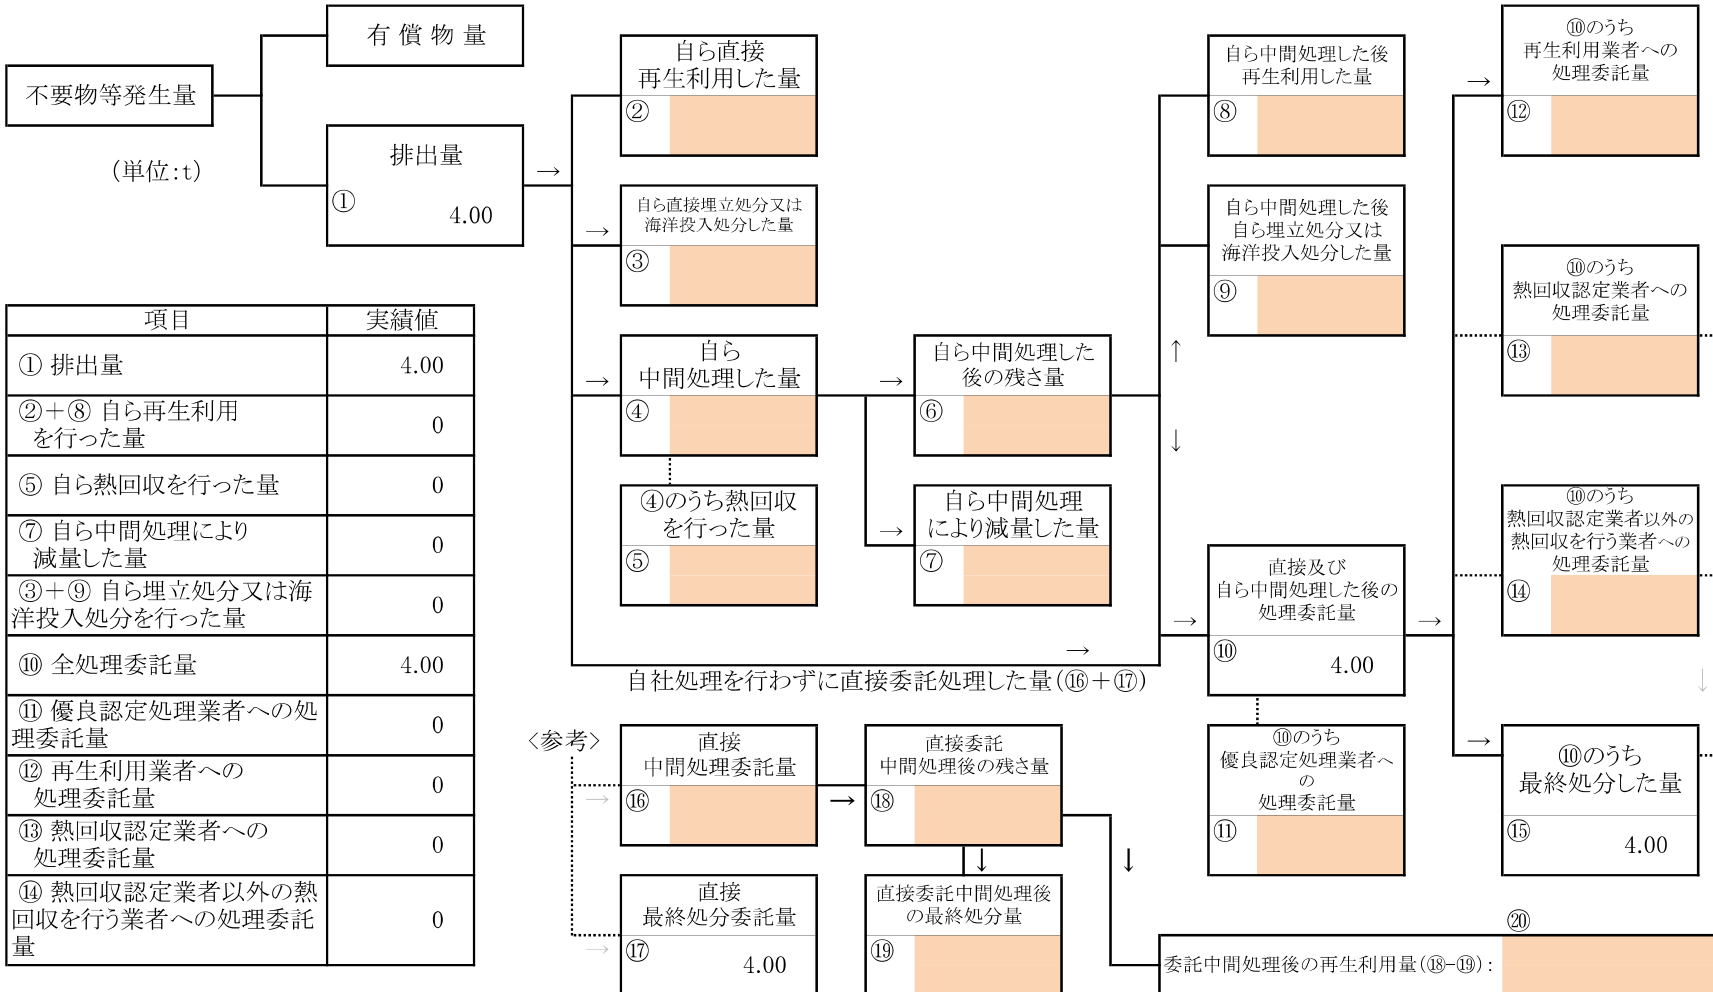 不要物等発生量
(単位:t)
有 償 物 量
排出量
①
4.00
→
自ら直接
再生利用した量
②
→
自ら直接埋立処分又は
海洋投入処分した量
③
→
自ら
中間処理した量
④
④のうち熱回収
を行った量
⑤
→
自ら中間処理した
後の残さ量
⑥
→
自ら中間処理
により減量した量
⑦
自ら中間処理した後
再生利用した量
⑧
自ら中間処理した後
自ら埋立処分又は
海洋投入処分した量
⑨
↑
↓
→
自社処理を行わずに直接委託処理した量(⑯＋⑰)
→
直接及び
自ら中間処理した後の
処理委託量
⑩
4.00
⑩のうち
優良認定処理業者へ
の
処理委託量
⑪
→
→
⑩のうち
再生利用業者への
処理委託量
⑫
⑩のうち
熱回収認定業者への
処理委託量
⑬
⑩のうち
熱回収認定業者以外の
熱回収を行う業者への
処理委託量
⑭
↓
→
⑩のうち
最終処分した量
⑮
4.00
項目
実績値
① 排出量
4.00
②＋⑧ 自ら再生利用
を行った量
0
⑤ 自ら熱回収を行った量
0
⑦ 自ら中間処理により
減量した量
0
③＋⑨ 自ら埋立処分又は海
洋投入処分を行った量
0
⑩ 全処理委託量
4.00
⑪ 優良認定処理業者への処
理委託量
0
⑫ 再生利用業者への
処理委託量
0
⑬ 熱回収認定業者への
処理委託量
0
⑭ 熱回収認定業者以外の熱
回収を行う業者への処理委託
量
0
<参考>
→
直接
中間処理委託量
⑯
→
直接委託
中間処理後の残さ量
⑱
↓
↓
→
直接
最終処分委託量
⑰
4.00
直接委託中間処理後
の最終処分量
⑲
⑳
委託中間処理後の再生利用量(⑱-⑲)：